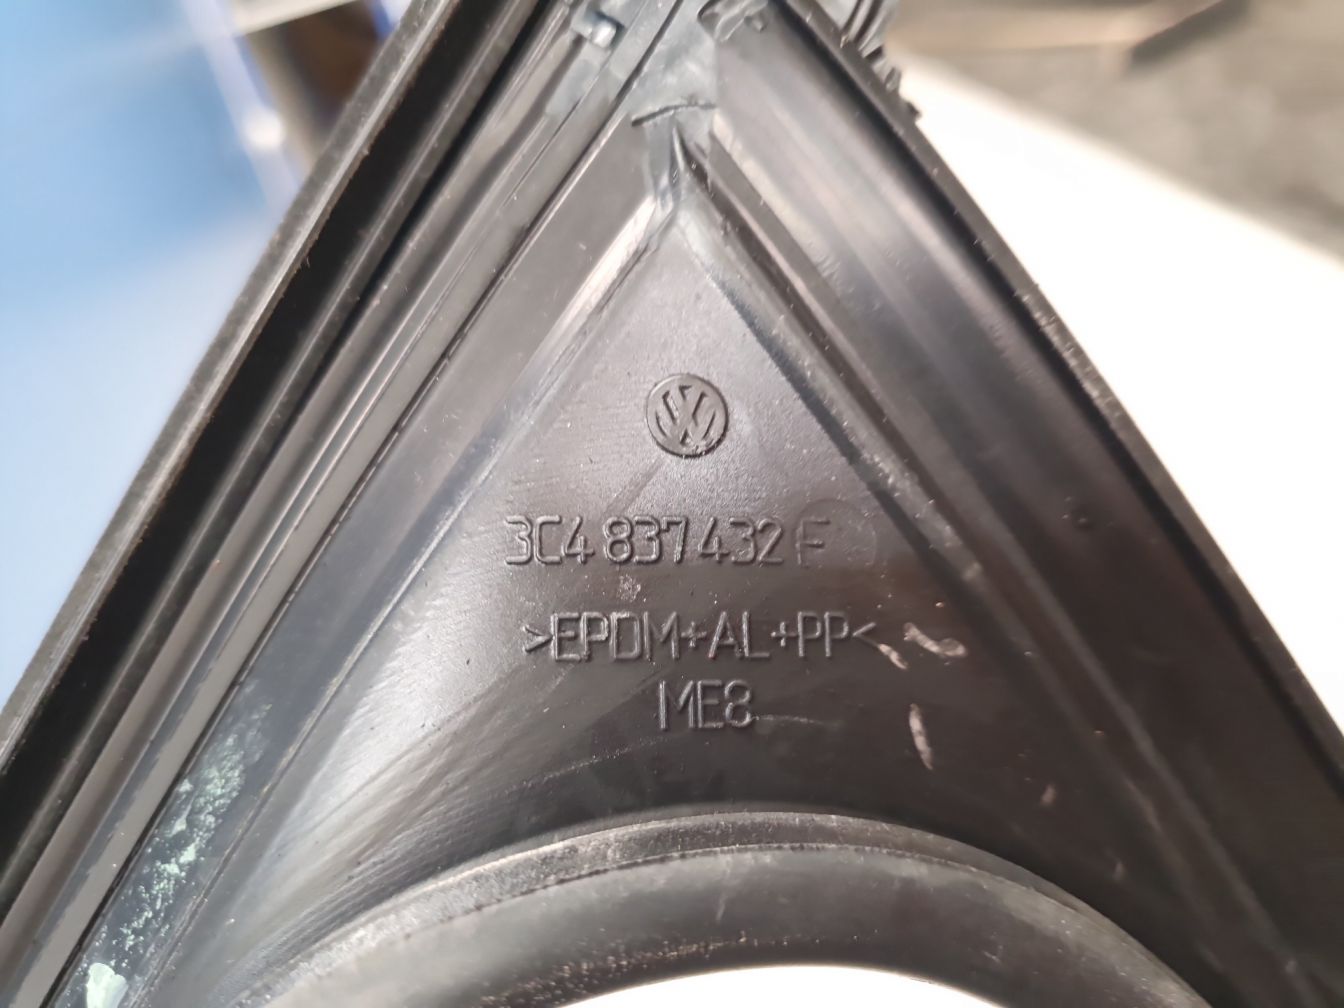 3C4 837 432 F
>EPDM+AL+PP<
ME8